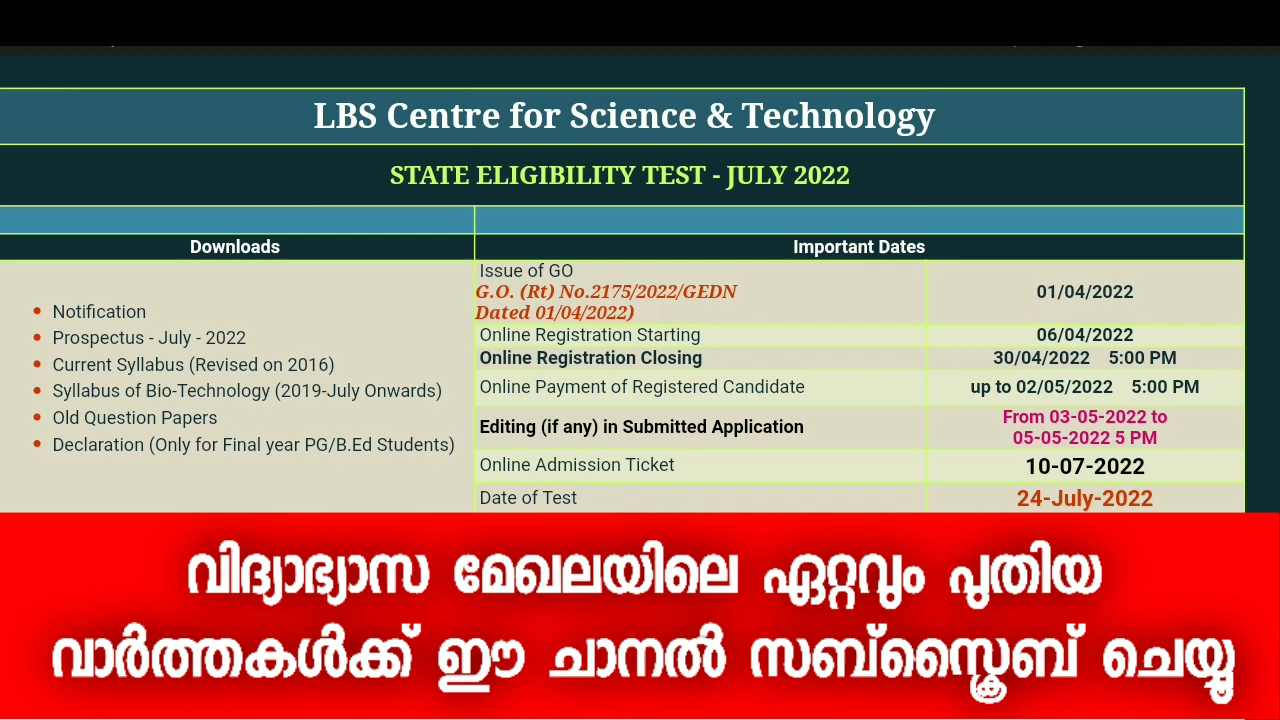 LBS Centre for Science & Technology
STATE ELIGIBILITY TEST - JULY 2022
Downloads
Important Dates
Notification
Prospectus - July - 2022
Current Syllabus (Revised on 2016)
Syllabus of Bio-Technology (2019-July Onwards)
Old Question Papers
Declaration (Only for Final year PG/B.Ed Students)
Issue of GO
G.O. (Rt) No.2175/2022/GEDN
Dated 01/04/2022)
01/04/2022
Online Registration Starting
06/04/2022
Online Registration Closing
30/04/2022 5:00 PM
Online Payment of Registered Candidate
up to 02/05/2022 5:00 PM
Editing (if any) in Submitted Application
From 03-05-2022 to
05-05-2022 5 PM
Online Admission Ticket
10-07-2022
Date of Test
24-July-2022
വിദ്യാഭ്യാസ മേഖലയിലെ ഏറ്റവും പുതിയ
വാർത്തകൾക്ക് ഈ ചാനൽ സബ്സ്ക്രൈബ് ചെയ്യൂ